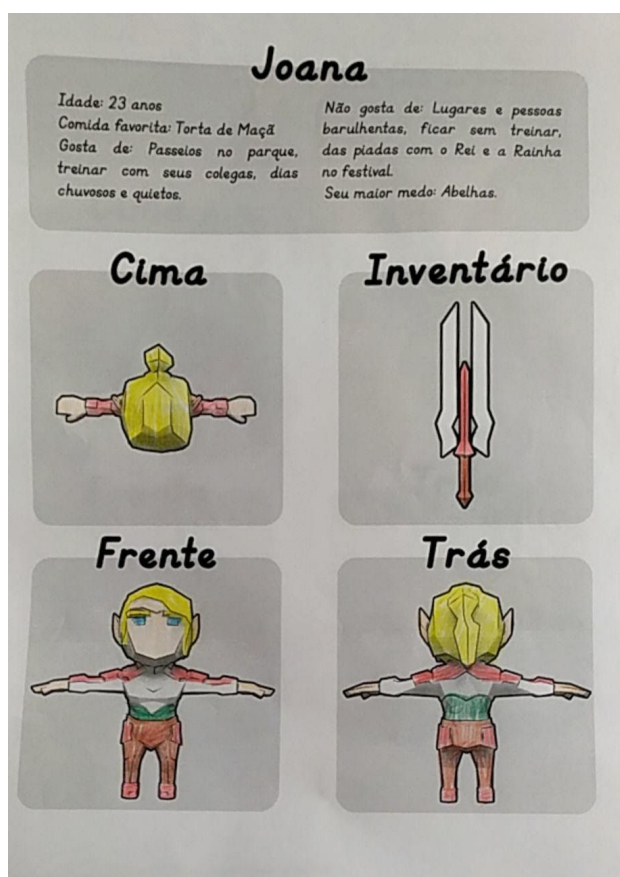 Joana
Idade: 23 anos
Comida favorita: Torta de Maçã
Gosta de: Passeios no parque,
treinar com seus colegas, dias
chuvosos e quietos.
Não gosta de: Lugares e pessoas
barulhentas, ficar sem treinar,
das piadas com o Rei e a Rainha
no festival.
Seu maior medo: Abelhas.
Cima
Inventário
Frente
Trás